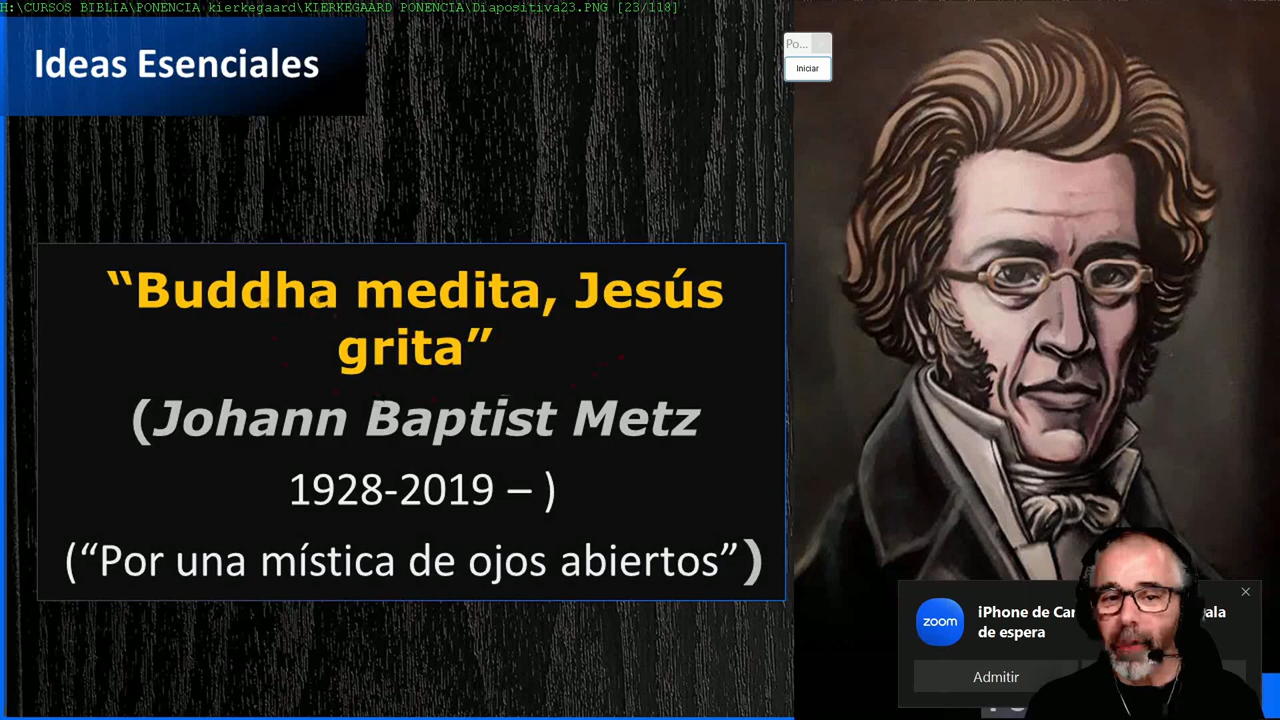 H:\CURSOS BIBLIA\PONENCIA kierkegaard\KIERKEGAARD PONENCIA\Diapositiva23.PNG [23/118]
Ideas Esenciales
Po...
Iniciar
“Buddha medita, Jesús
grita”
(Johann Baptist Metz
1928-2019 – )
(“Por una mística de ojos abiertos”)
zoom
iPhone de
de espera
Admitir